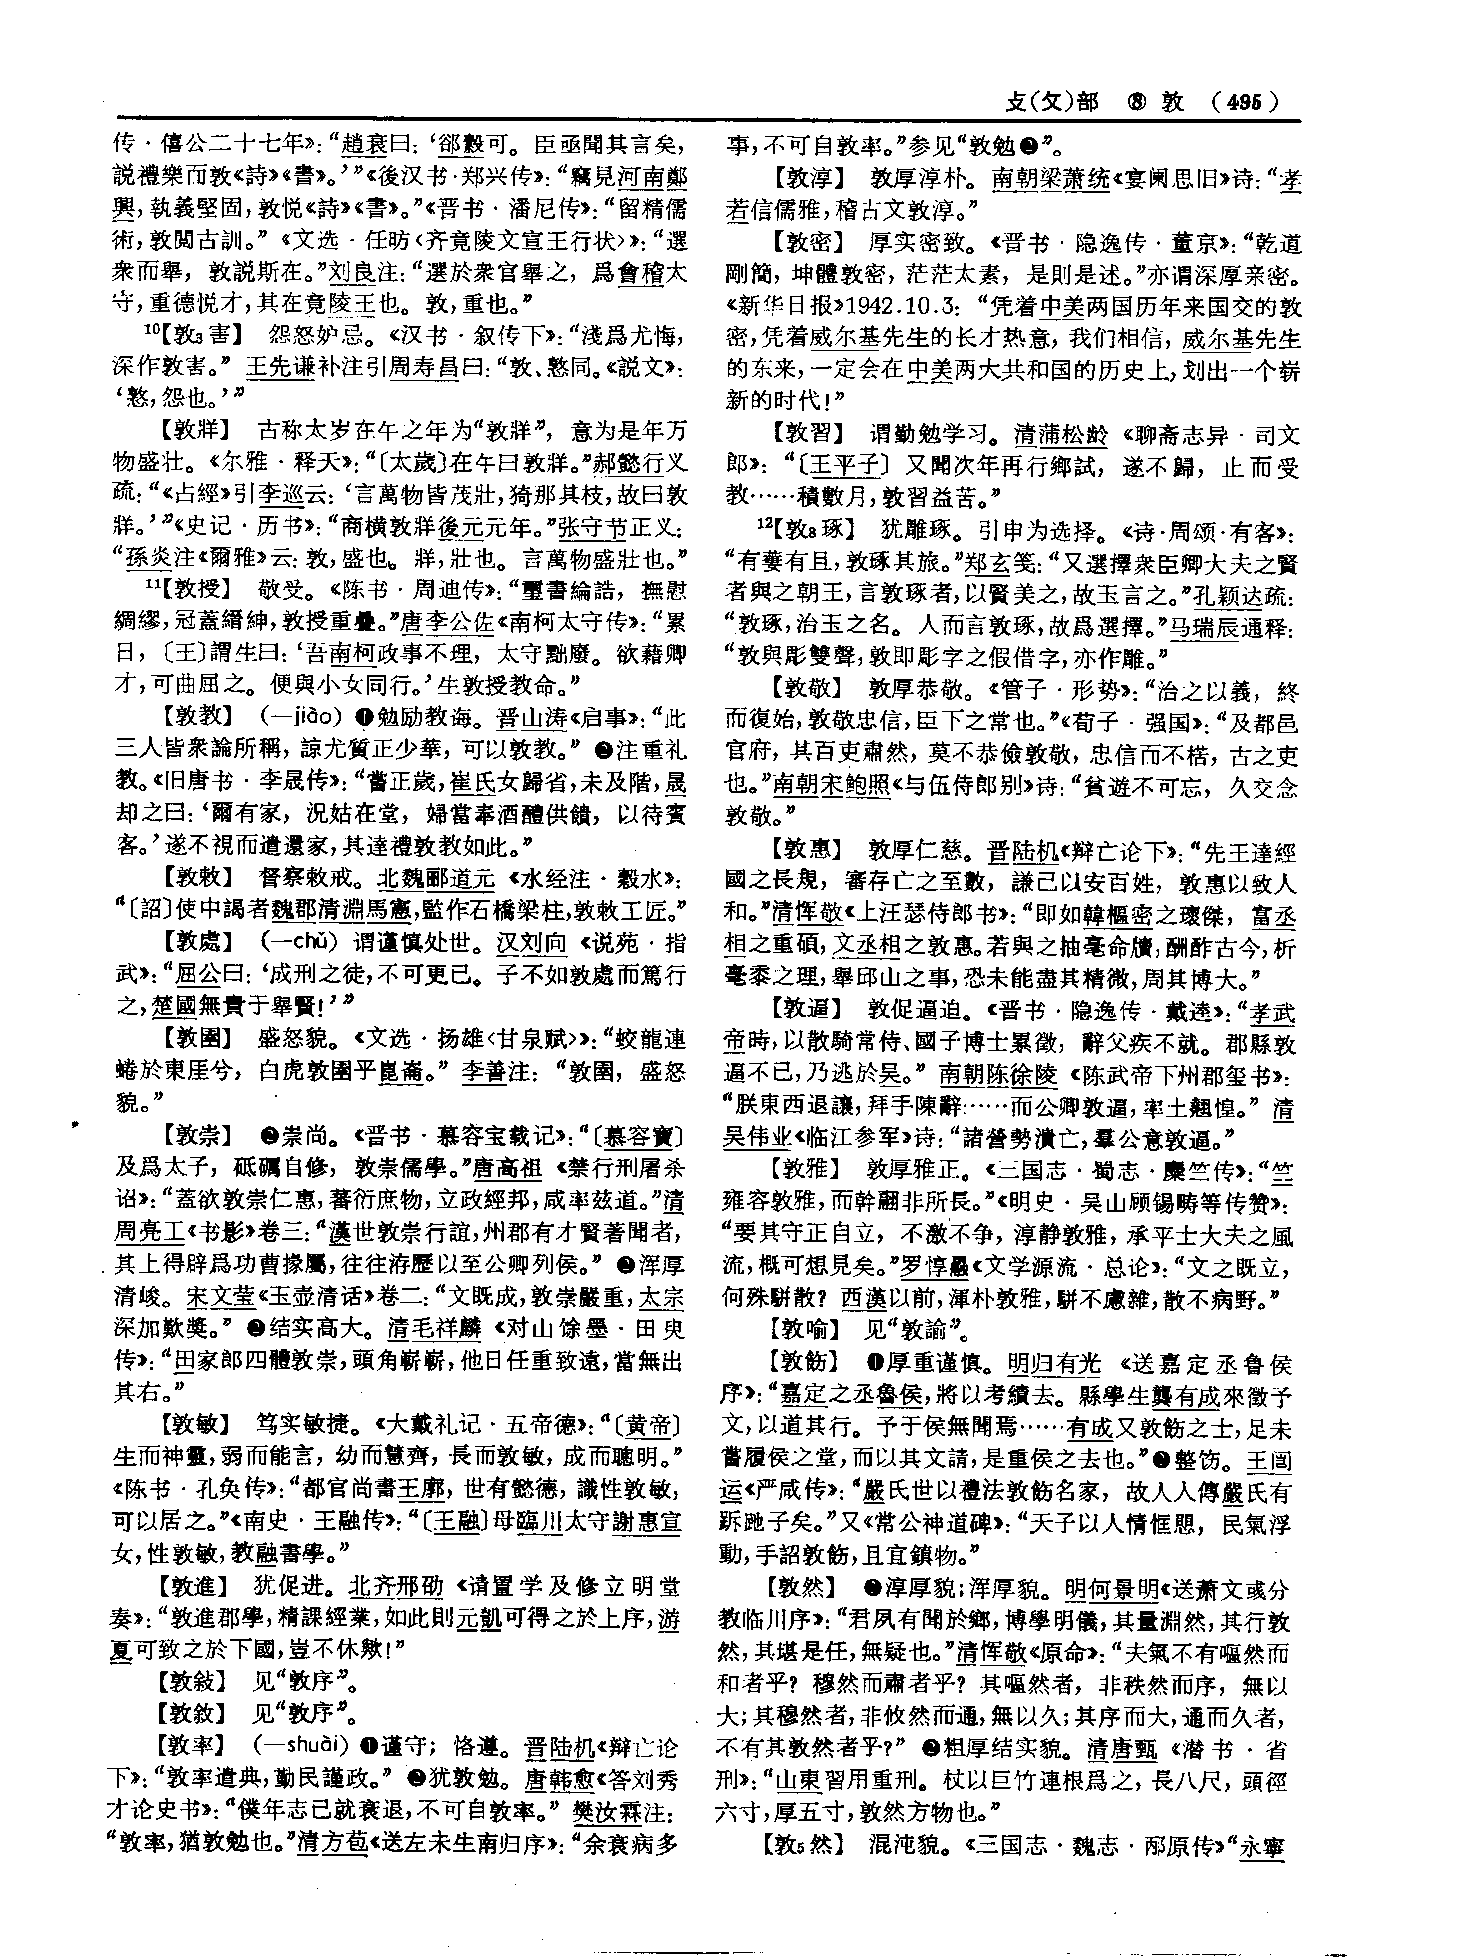 攴(攵)部 ⑧ 敦 (495)
传·僖公二十七年》：“趙衰曰：‘郤縠可。臣亟聞其言矣，
説禮樂而敦《詩》《書》。’”《後汉书·郑兴传》：“竊見河南鄭
興，執義堅固，敦悦《詩》《書》。”《晋书·潘尼传》：“留精儒
術，敦閲古訓。”《文选·任昉〈齐竟陵文宣王行状〉》：“選
衆而舉，敦説斯在。”刘良注：“選於衆官舉之，爲會稽太
守，重德悦才，其在竟陵王也。敦，重也。”
10【敦3害】 怨怒妒忌。《汉书·叙传下》：“淺爲尤悔，
深作敦害。”王先谦补注引周寿昌曰：“敦、憝同。《説文》：
‘憝，怨也。’”
【敦牂】 古称太岁在午之年为“敦牂”，意为是年万
物盛壮。《尔雅·释天》：“〔太歲〕在午曰敦牂。”郝懿行义
疏：“《占經》引李巡云：‘言萬物皆茂壯，猗那其枝，故曰敦
牂。’”《史记·历书》：“商横敦牂後元元年。”张守节正义：
“孫炎注《爾雅》云：敦，盛也。牂，壯也。言萬物盛壯也。”
11【敦授】 敬受。《陈书·周迪传》：“璽書綸誥，撫慰
綢繆，冠蓋縉紳，敦授重疊。”唐李公佐《南柯太守传》：“累
日，〔王〕謂生曰：‘吾南柯政事不理，太守黜廢。欲藉卿
才，可曲屈之。便與小女同行。’生敦授教命。”
【敦教】（—jiào）❶勉励教诲。晋山涛《启事》：“此
三人皆衆論所稱，諒尤質正少華，可以敦教。”❷注重礼
教。《旧唐书·李晟传》：“嘗正歲，崔氏女歸省，未及階，晟
却之曰：‘爾有家，況姑在堂，婦當奉酒醴供饋，以待賓
客。’遂不視而遣還家，其達禮敦教如此。”
【敦敕】 督察敕戒。北魏郦道元《水经注·穀水》：
“〔詔〕使中謁者魏郡清淵馬憲，監作石橋梁柱，敦敕工匠。”
【敦處】（—chǔ）谓谨慎处世。汉刘向《说苑·指
武》：“屈公曰：‘成刑之徒，不可更已。子不如敦處而篤行
之，楚國無貴于舉賢！’”
【敦圉】 盛怒貌。《文选·扬雄〈甘泉赋〉》：“蛟龍連
蜷於東厓兮，白虎敦圉乎崑崙。”李善注：“敦圉，盛怒
貌。”
【敦崇】 ❶崇尚。《晋书·慕容宝载记》：“〔慕容寶〕
及爲太子，砥礪自修，敦崇儒學。”唐高祖《禁行刑屠杀
诏》：“蓋欲敦崇仁惠，蕃衍庶物，立政經邦，咸率兹道。”清
周亮工《书影》卷三：“漢世敦崇行誼，州郡有才賢著聞者，
其上得辟爲功曹掾屬，往往洊歷以至公卿列侯。”❷浑厚
清峻。宋文莹《玉壶清话》卷二：“文既成，敦崇嚴重，太宗
深加歎奬。”❸结实高大。清毛祥麟《对山馀墨·田叟
传》：“田家郎四體敦崇，頭角嶄嶄，他日任重致遠，當無出
其右。”
【敦敏】 笃实敏捷。《大戴礼记·五帝德》：“〔黄帝〕
生而神靈，弱而能言，幼而慧齊，長而敦敏，成而聰明。”
《陈书·孔奂传》：“都官尚書王廓，世有懿德，識性敦敏，
可以居之。”《南史·王融传》：“〔王融〕母臨川太守謝惠宣
女，性敦敏，教融書學。”
【敦進】 犹促进。北齐邢劭《请置学及修立明堂
奏》：“敦進郡學，精課經業，如此則元凱可得之於上序，游
夏可致之於下國，豈不休歟！”
【敦敍】 见“敦序”。
【敦敘】 见“敦序”。
【敦率】（—shuài）❶谨守；恪遵。晋陆机《辩亡论
下》：“敦率遺典，勤民謹政。”❷犹敦勉。唐韩愈《答刘秀
才论史书》：“僕年志已就衰退，不可自敦率。”樊汝霖注：
“敦率，猶敦勉也。”清方苞《送左未生南归序》：“余衰病多
事，不可自敦率。”参见“敦勉❷”。
【敦淳】 敦厚淳朴。南朝梁萧统《宴阑思旧》诗：“孝
若信儒雅，稽古文敦淳。”
【敦密】 厚实密致。《晋书·隐逸传·董京》：“乾道
剛簡，坤體敦密，茫茫太素，是則是述。”亦谓深厚亲密。
《新华日报》1942.10.3：“凭着中美两国历年来国交的敦
密，凭着威尔基先生的长才热意，我们相信，威尔基先生
的东来，一定会在中美两大共和国的历史上，划出一个崭
新的时代！”
【敦習】 谓勤勉学习。清蒲松龄《聊斋志异·司文
郎》：“〔王平子〕又聞次年再行鄉試，遂不歸，止而受
教……積數月，敦習益苦。”
12【敦8琢】 犹雕琢。引申为选择。《诗·周颂·有客》：
“有萋有且，敦琢其旅。”郑玄笺：“又選擇衆臣卿大夫之賢
者與之朝王，言敦琢者，以賢美之，故玉言之。”孔颖达疏：
“敦琢，治玉之名。人而言敦琢，故爲選擇。”马瑞辰通释：
“敦與彫雙聲，敦即彫字之假借字，亦作雕。”
【敦敬】 敦厚恭敬。《管子·形势》：“治之以義，終
而復始，敦敬忠信，臣下之常也。”《荀子·强国》：“及都邑
官府，其百吏肅然，莫不恭儉敦敬，忠信而不楛，古之吏
也。”南朝宋鲍照《与伍侍郎别》诗：“貧遊不可忘，久交念
敦敬。”
【敦惠】 敦厚仁慈。晋陆机《辩亡论下》：“先王達經
國之長規，審存亡之至數，謙己以安百姓，敦惠以致人
和。”清恽敬《上汪瑟侍郎书》：“即如韓樞密之瓌傑，富丞
相之重碩，文丞相之敦惠。若與之抽毫命牘，酬酢古今，析
毫黍之理，舉邱山之事，恐未能盡其精微，周其博大。”
【敦逼】 敦促逼迫。《晋书·隐逸传·戴逵》：“孝武
帝時，以散騎常侍、國子博士累徵，辭父疾不就。郡縣敦
逼不已，乃逃於吴。”南朝陈徐陵《陈武帝下州郡玺书》：
“朕東西退讓，拜手陳辭……而公卿敦逼，率土翹惶。”清
吴伟业《临江参军》诗：“諸營勢潰亡，羣公意敦逼。”
【敦雅】 敦厚雅正。《三国志·蜀志·麋竺传》：“竺
雍容敦雅，而幹翮非所長。”《明史·吴山顾锡畴等传赞》：
“要其守正自立，不激不争，淳静敦雅，承平士大夫之風
流，概可想見矣。”罗惇曧《文学源流·总论》：“文之既立，
何殊駢散？西漢以前，渾朴敦雅，駢不慮雜，散不病野。”
【敦喻】 见“敦諭”。
【敦飭】 ❶厚重谨慎。明归有光《送嘉定丞鲁侯
序》：“嘉定之丞魯侯，將以考績去。縣學生龔有成來徵予
文，以道其行。予于侯無聞焉……有成又敦飭之士，足未
嘗履侯之堂，而以其文請，是重侯之去也。”❷整饬。王闿
运《严咸传》：“嚴氏世以禮法敦飭名家，故人人傳嚴氏有
跅跑子矣。”又《常公神道碑》：“天子以人情恇恩，民氣浮
動，手詔敦飭，且宜鎮物。”
【敦然】 ❶淳厚貌；浑厚貌。明何景明《送萧文彧分
教临川序》：“君夙有聞於鄉，博學明儀，其量淵然，其行敦
然，其堪是任，無疑也。”清恽敬《原命》：“夫氣不有嘔然而
和者乎？穆然而肅者乎？其嘔然者，非秩然而序，無以
大；其穆然者，非攸然而通，無以久；其序而大，通而久者，
不有其敦然者乎？”❷粗厚结实貌。清唐甄《潜书·省
刑》：“山東習用重刑。杖以巨竹連根爲之，長八尺，頭徑
六寸，厚五寸，敦然方物也。”
【敦5然】 混沌貌。《三国志·魏志·邴原传》“永寧